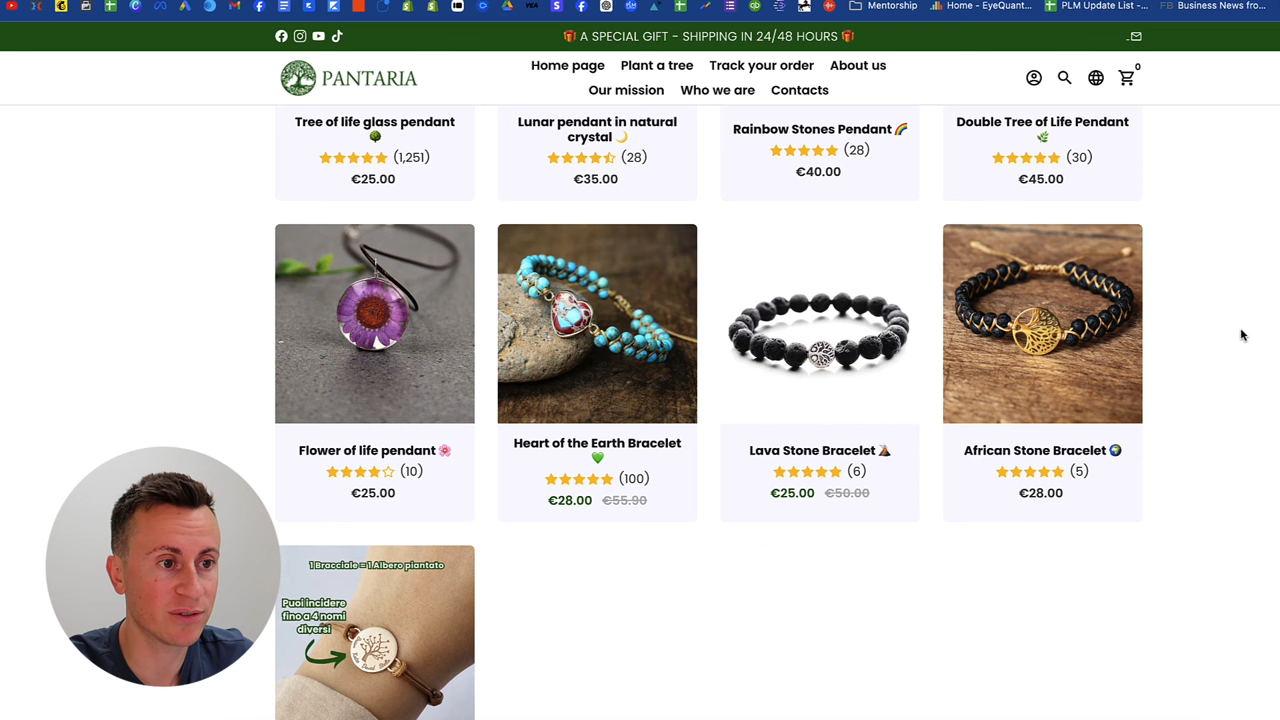 Mentorship
Home - EyeQuant...
PLM Update List -...
FB Business News fro...
🎁 A SPECIAL GIFT - SHIPPING IN 24/48 HOURS 🎁
PANTARIA
Home page Plant a tree Track your order About us
Our mission Who we are Contacts
0
Tree of life glass pendant
🌳
(1,251)
€25.00
Lunar pendant in natural
crystal 🌙
(28)
€35.00
Rainbow Stones Pendant 🌈
(28)
€40.00
Double Tree of Life Pendant
🌿
(30)
€45.00
Flower of life pendant 🌸
(10)
€25.00
Heart of the Earth Bracelet
💚
(100)
€28.00 €55.90
Lava Stone Bracelet 🌋
(6)
€25.00 €50.00
African Stone Bracelet 🌍
(5)
€28.00
1 Bracciale = 1 Albero piantato
Puoi incidere
fino a 4 nomi
diversi